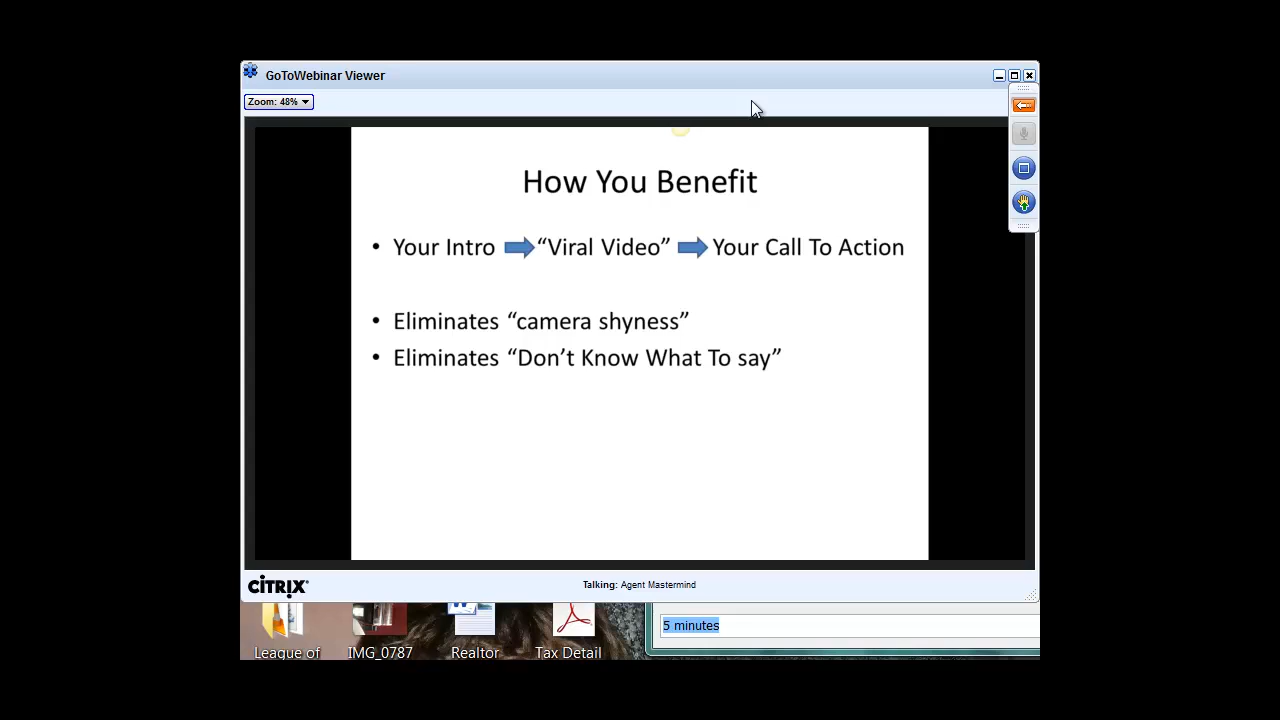 GoToWebinar Viewer
Zoom: 48%
How You Benefit
• Your Intro “Viral Video” Your Call To Action
• Eliminates “camera shyness”
• Eliminates “Don’t Know What To say”
CITRIX
Talking: Agent Mastermind
5 minutes
League of IMG_0787 Realtor Tax Detail